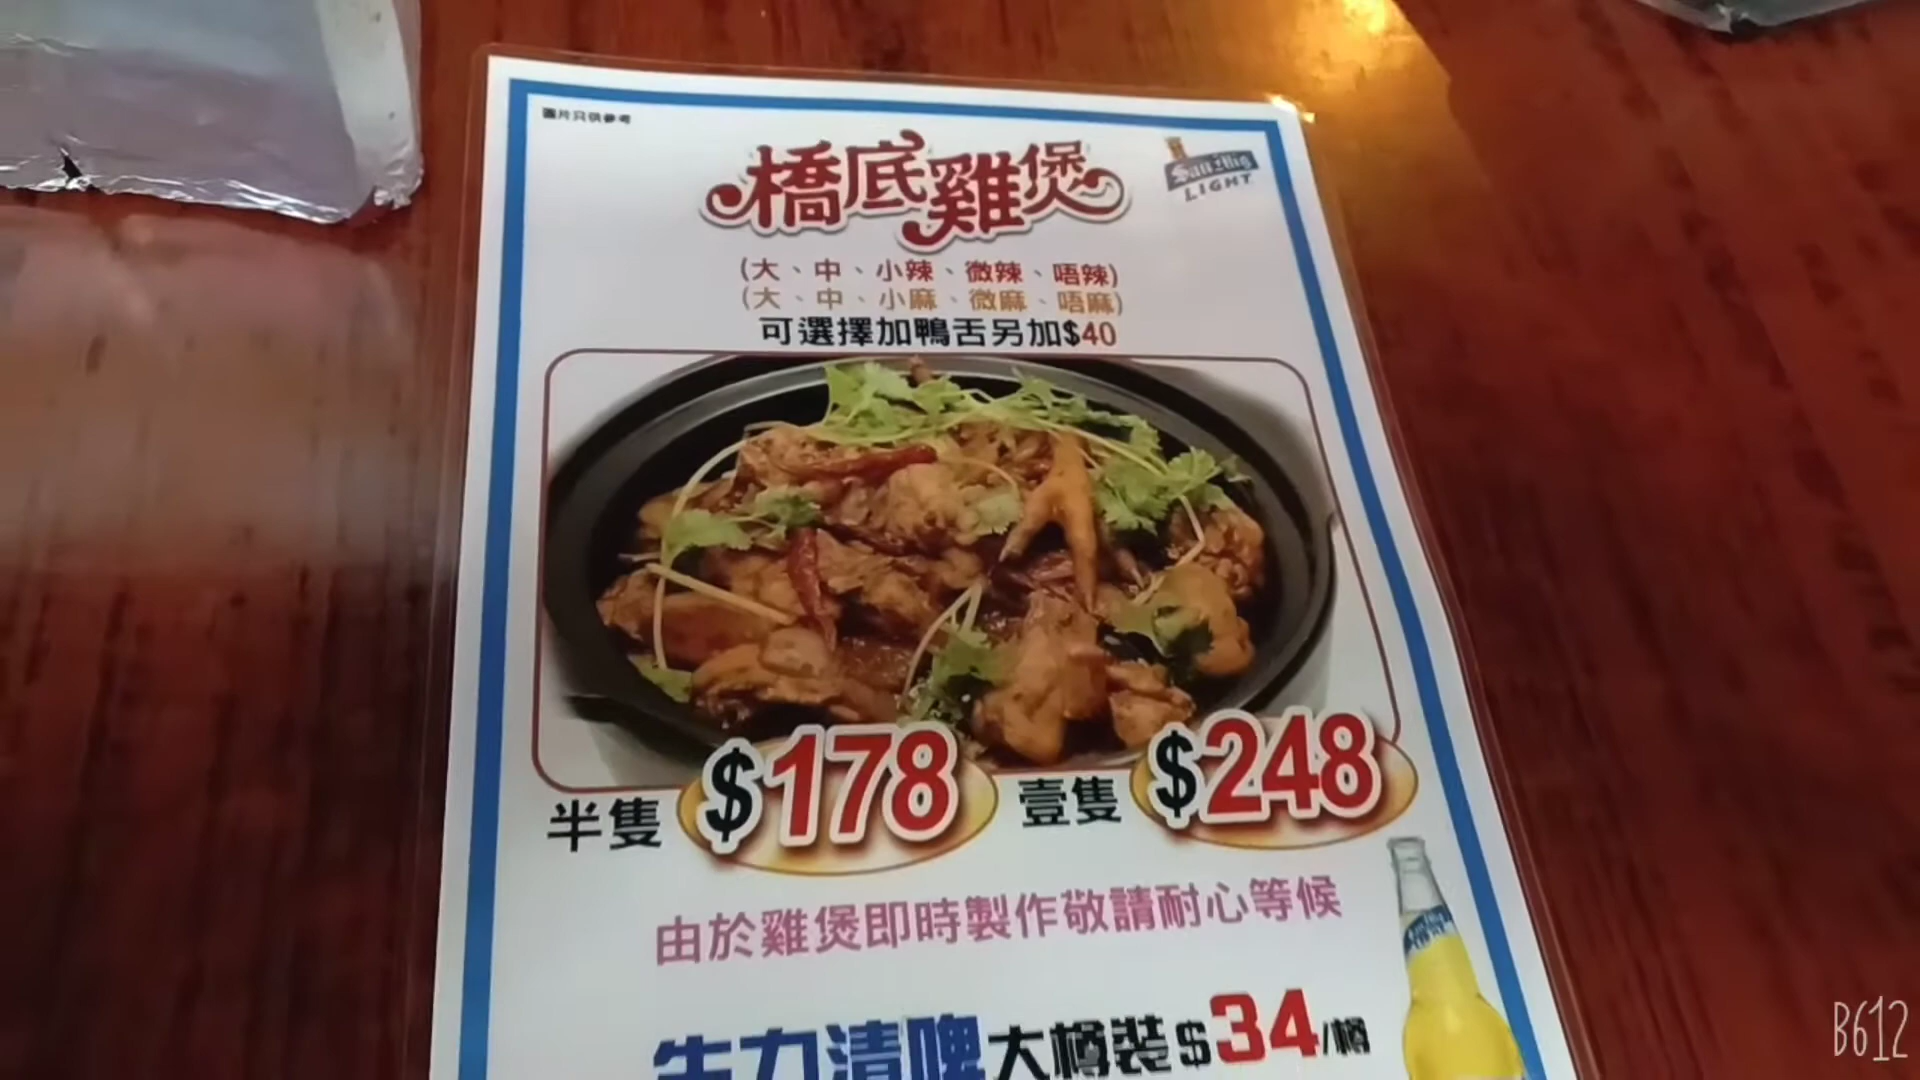 圖片只供參考
橋底雞煲
San Mig
LIGHT
(大、中、小辣、微辣、唔辣)
(大、中、小麻、微麻、唔麻)
可選擇加鴨舌另加$40
半隻 $178 壹隻 $248
由於雞煲即時製作敬請耐心等候
生力清啤大樽裝$34/樽
B612